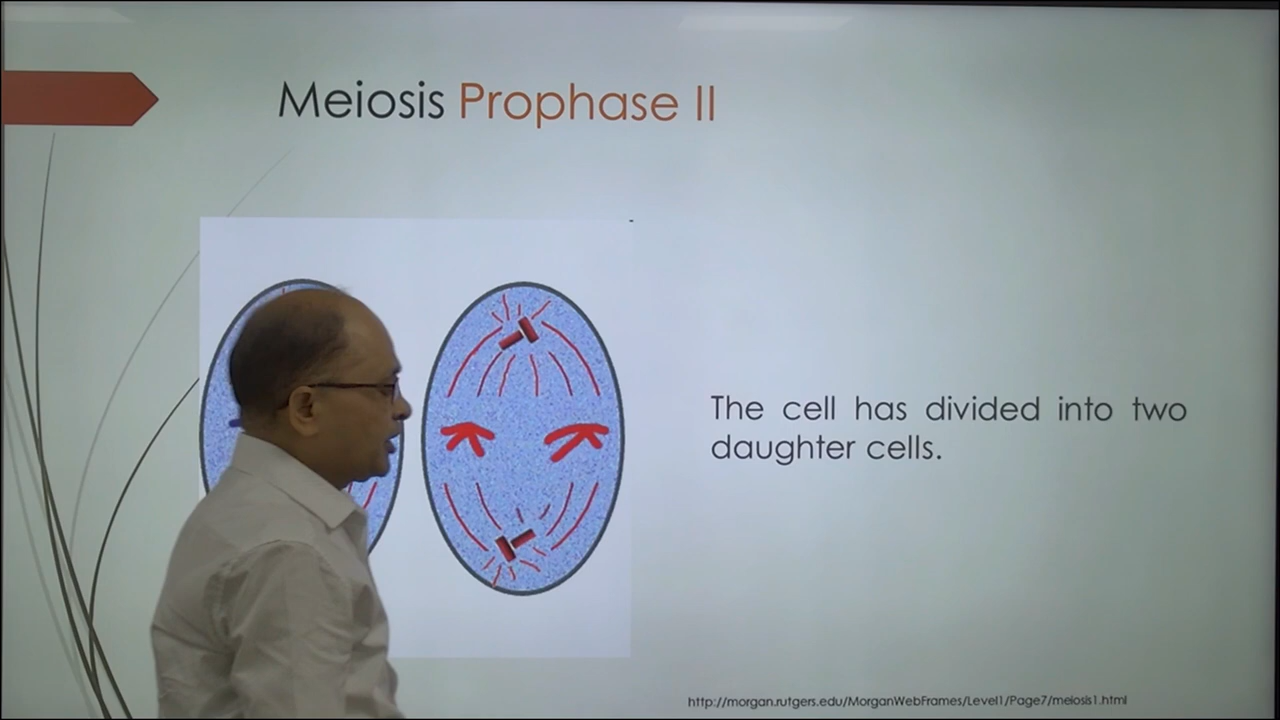 Meiosis Prophase II
The cell has divided into two
daughter cells.
http://morgan.rutgers.edu/MorganWebFrames/Level1/Page7/meiosis1.html